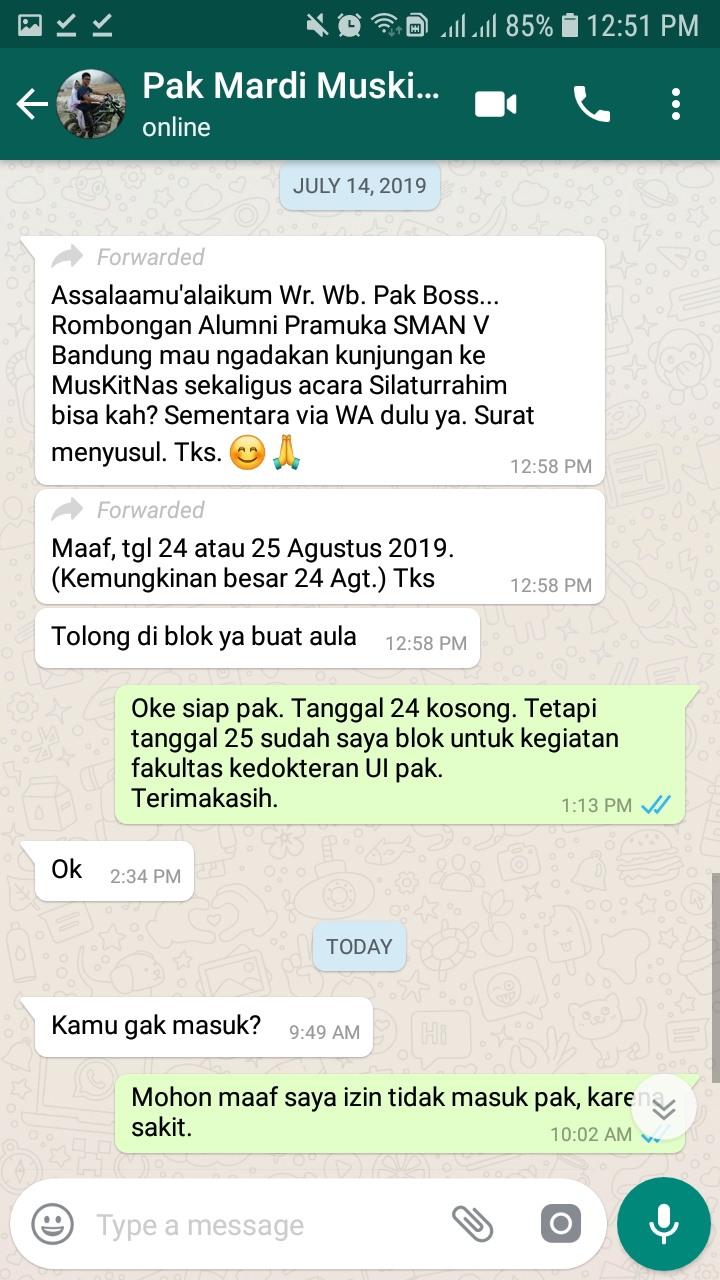 85% 12:51 PM
Pak Mardi Muski...
online
JULY 14, 2019
Forwarded
Assalaamu'alaikum Wr. Wb. Pak Boss...
Rombongan Alumni Pramuka SMAN V
Bandung mau ngadakan kunjungan ke
MusKitNas sekaligus acara Silaturrahim
bisa kah? Sementara via WA dulu ya. Surat
menyusul. Tks. 😊🙏
12:58 PM
Forwarded
Maaf, tgl 24 atau 25 Agustus 2019.
(Kemungkinan besar 24 Agt.) Tks
12:58 PM
Tolong di blok ya buat aula 12:58 PM
Oke siap pak. Tanggal 24 kosong. Tetapi
tanggal 25 sudah saya blok untuk kegiatan
fakultas kedokteran UI pak.
Terimakasih.
1:13 PM
Ok 2:34 PM
TODAY
Kamu gak masuk? 9:49 AM
Mohon maaf saya izin tidak masuk pak, karena
sakit.
10:02 AM
Type a message